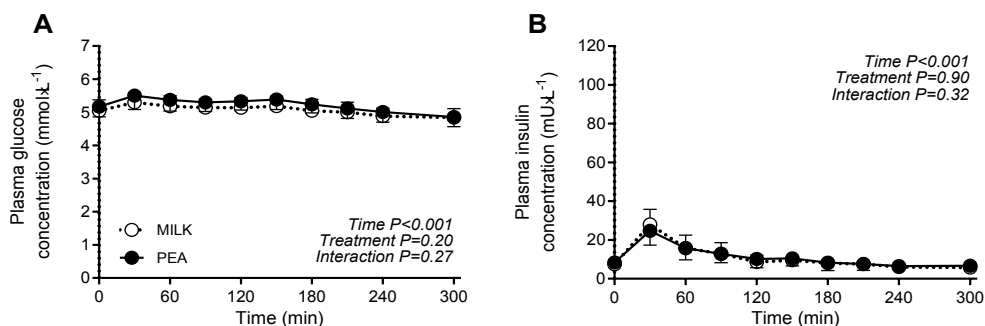 A
Plasma glucose
concentration (mmol×L⁻¹)
7
6
5
4
3
2
1
0
MILK
PEA
Time P<0.001
Treatment P=0.20
Interaction P=0.27
0 60 120 180 240 300
Time (min)
B
Plasma insulin
concentration (mU×L⁻¹)
120
100
80
60
40
20
0
Time P<0.001
Treatment P=0.90
Interaction P=0.32
0 60 120 180 240 300
Time (min)